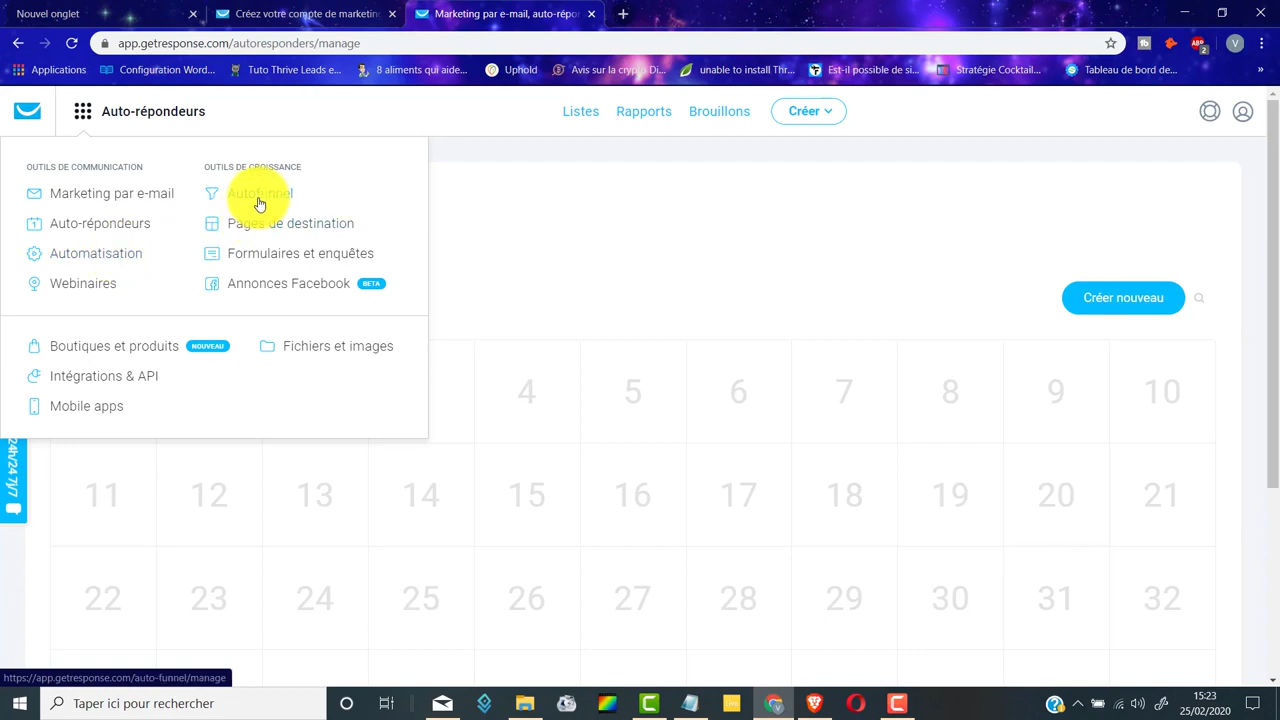 Nouvel onglet
Créez votre compte de marketing
Marketing par e-mail, auto-répon
app.getresponse.com/autoresponders/manage
Applications
Configuration Word...
Tuto Thrive Leads e...
8 aliments qui aide...
Uphold
Avis sur la crypto Di...
unable to install Thr...
Est-il possible de si...
Stratégie Cocktail...
Tableau de bord de...
»
Auto-répondeurs
Listes
Rapports
Brouillons
Créer
OUTILS DE COMMUNICATION
OUTILS DE CROISSANCE
Marketing par e-mail
Autofunnel
Auto-répondeurs
Pages de destination
Automatisation
Formulaires et enquêtes
Webinaires
Annonces Facebook BETA
Créer nouveau
Boutiques et produits NOUVEAU
Fichiers et images
Intégrations & API
Mobile apps
4 5 6 7 8 9 10
24h/24 7j/7
11 12 13 14 15 16 17 18 19 20 21
22 23 24 25 26 27 28 29 30 31 32
https://app.getresponse.com/auto-funnel/manage
Taper ici pour rechercher
15:23
25/02/2020